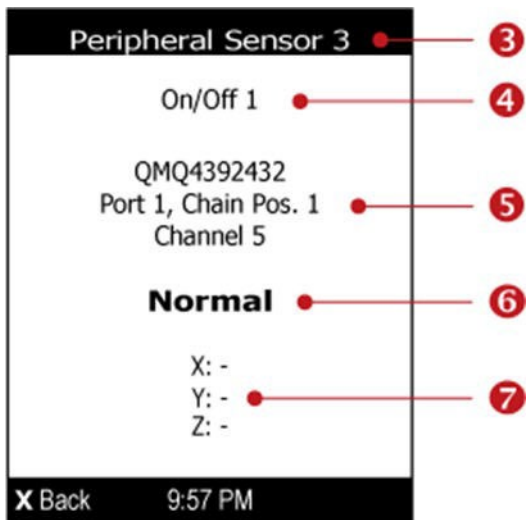 Peripheral Sensor 3
3
On/Off 1
4
QMQ4392432
Port 1, Chain Pos. 1
5
Channel 5
Normal
6
X: -
Y: -
7
Z: -
X Back 9:57 PM